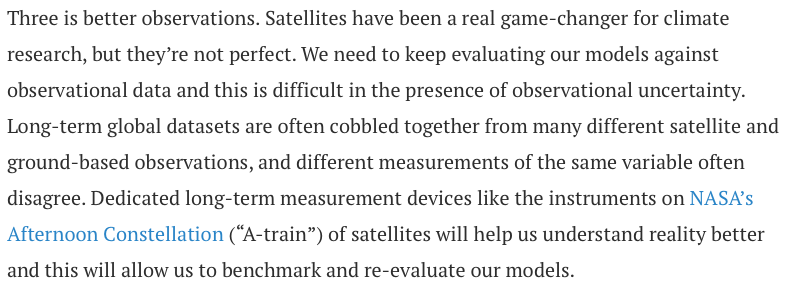 Three is better observations. Satellites have been a real game-changer for climate
research, but they’re not perfect. We need to keep evaluating our models against
observational data and this is difficult in the presence of observational uncertainty.
Long-term global datasets are often cobbled together from many different satellite and
ground-based observations, and different measurements of the same variable often
disagree. Dedicated long-term measurement devices like the instruments on NASA’s
Afternoon Constellation (“A-train”) of satellites will help us understand reality better
and this will allow us to benchmark and re-evaluate our models.